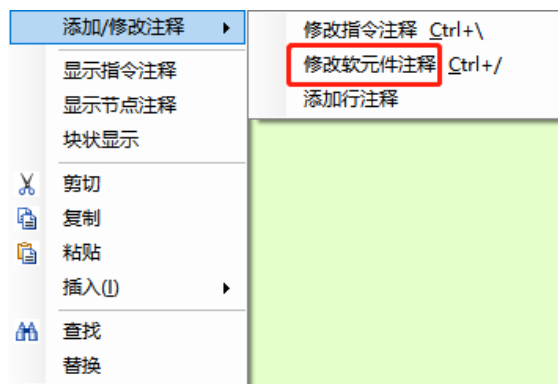 添加/修改注释
修改指令注释 Ctrl+\
修改软元件注释 Ctrl+/
添加行注释
显示指令注释
显示节点注释
块状显示
剪切
复制
粘贴
插入(I)
查找
替换